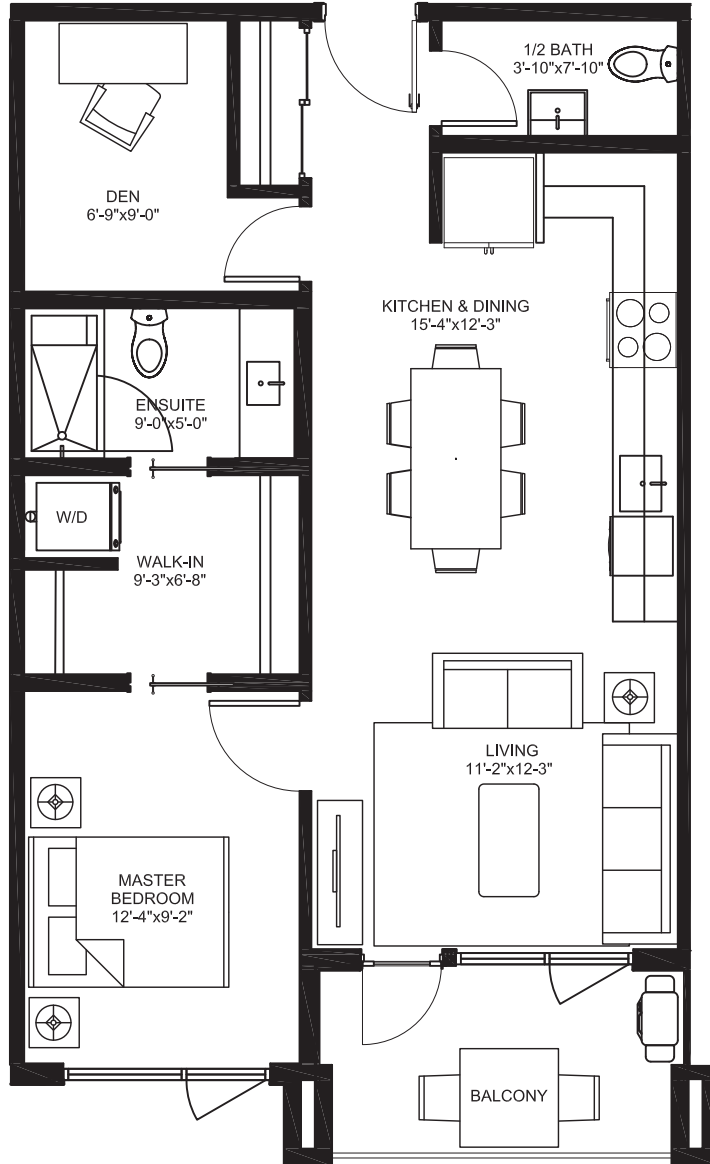 1/2 BATH
3'-10"x7'-10"
DEN
6'-9"x9'-0"
KITCHEN & DINING
15'-4"x12'-3"
ENSUITE
9'-0"x5'-0"
W/D
WALK-IN
9'-3"x6'-8"
LIVING
11'-2"x12-3"
MASTER
BEDROOM
12'-4"x9'-2"
BALCONY